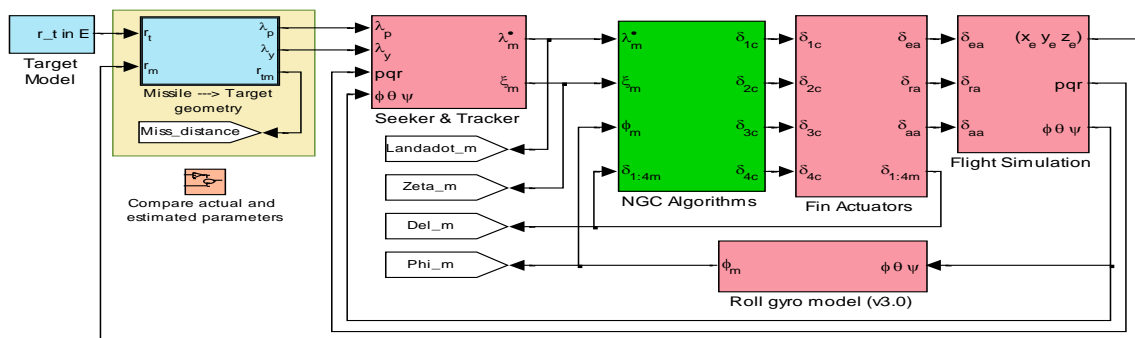 r_t in E
Target
Model
r_t
r_m
λ_p
λ_y
r_tm
Missile ---> Target
geometry
Miss_distance
Compare actual and
estimated parameters
λ_p
λ_y
pqr
ϕ θ ψ
λ•_m
ξ_m
Seeker & Tracker
Landadot_m
Zeta_m
Del_m
Phi_m
λ•_m
ξ_m
ϕ_m
δ_1:4m
δ_1c
δ_2c
δ_3c
δ_4c
NGC Algorithms
δ_1c
δ_2c
δ_3c
δ_4c
δ_ea
δ_ra
δ_aa
δ_1:4m
Fin Actuators
δ_ea
δ_ra
δ_aa
(x_e y_e z_e)
pqr
ϕ θ ψ
Flight Simulation
ϕ_m
ϕ θ ψ
Roll gyro model (v3.0)